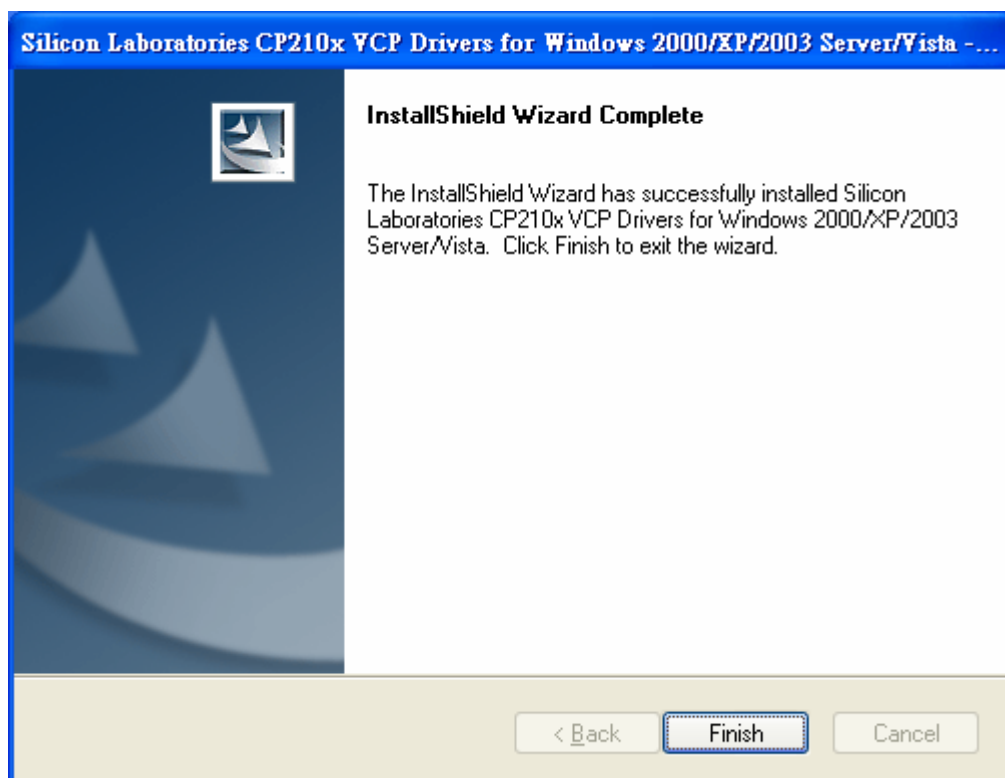 Silicon Laboratories CP210x VCP Drivers for Windows 2000/XP/2003 Server/Vista -...
InstallShield Wizard Complete
The InstallShield Wizard has successfully installed Silicon
Laboratories CP210x VCP Drivers for Windows 2000/XP/2003
Server/Vista. Click Finish to exit the wizard.
< Back
Finish
Cancel